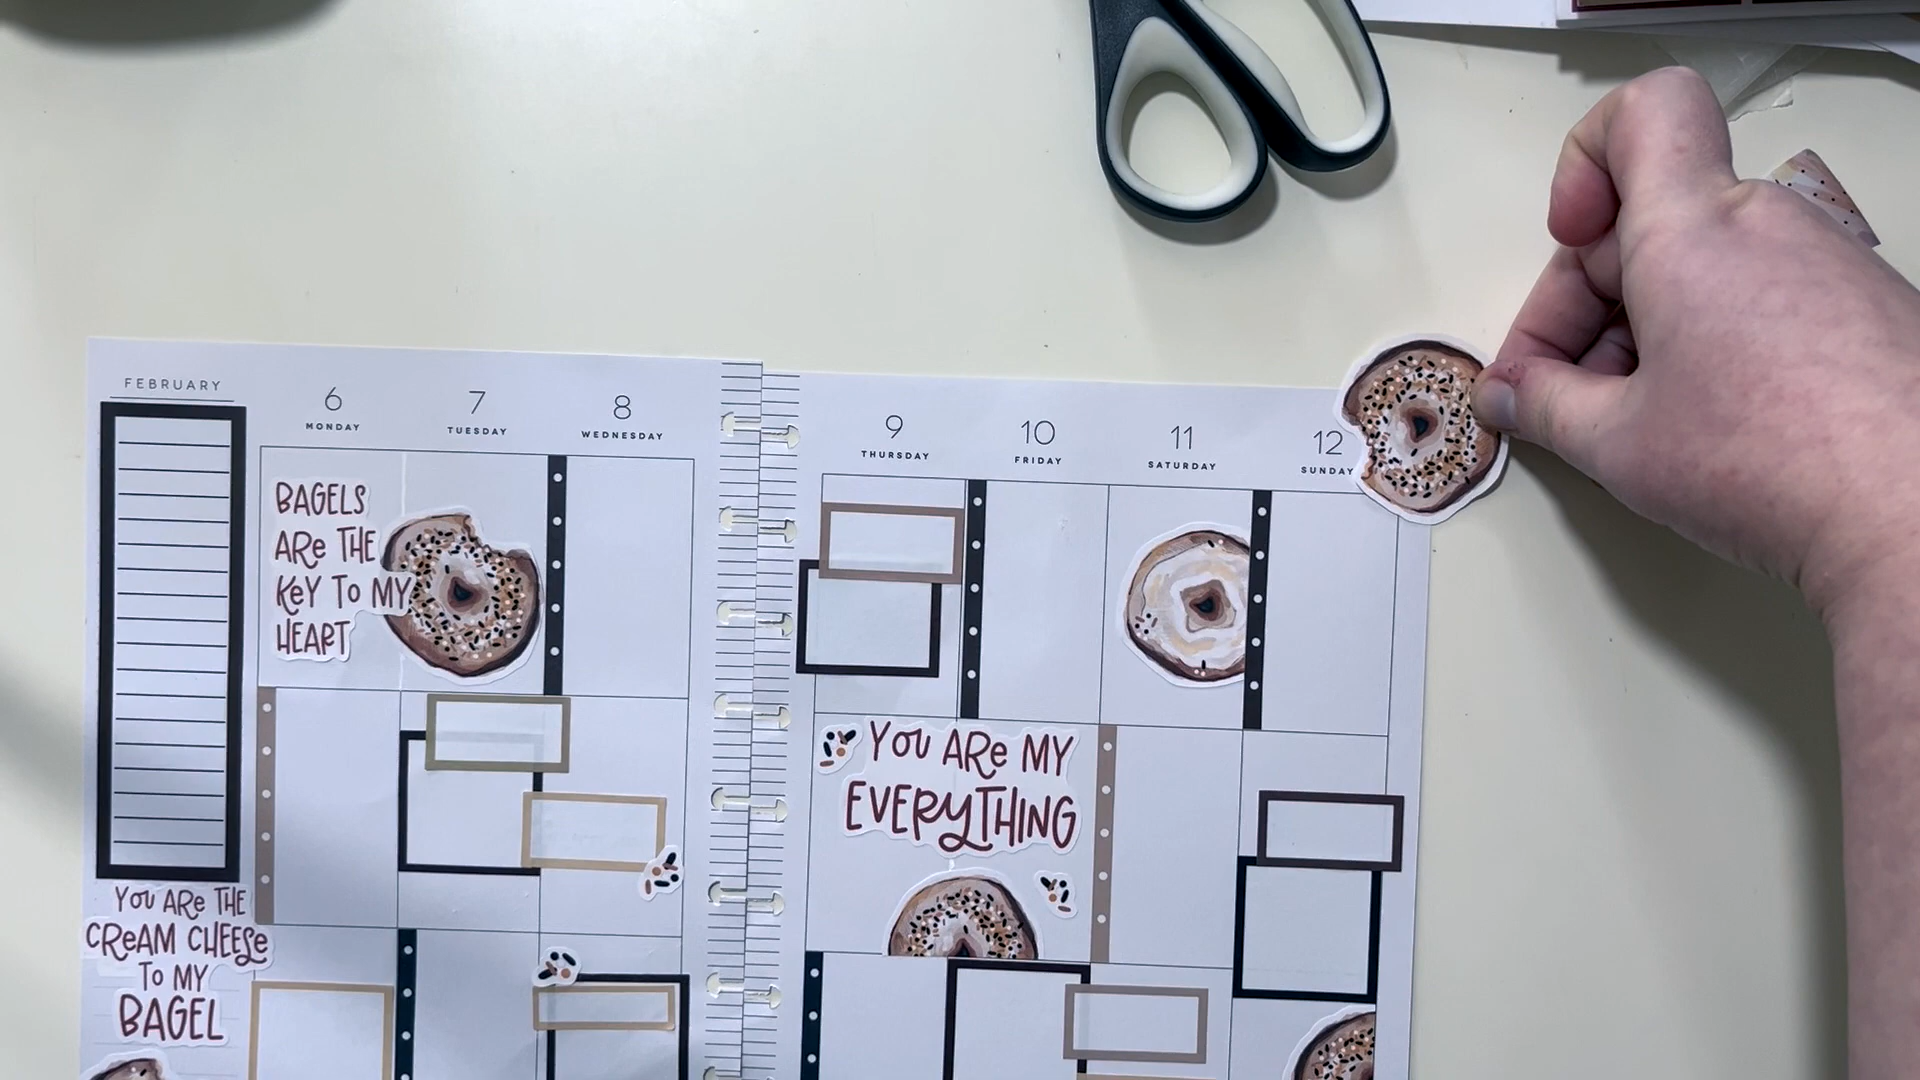 FEBRUARY
6
MONDAY
7
TUESDAY
8
WEDNESDAY
9
THURSDAY
10
FRIDAY
11
SATURDAY
12
SUNDAY
BAGELS
ARE THE
KEY TO MY
HEART
YOU ARE MY
EVERYTHING
YOU ARE THE
CREAM CHEESE
TO MY
BAGEL